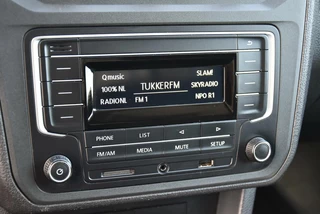 Qmusic SLAM!
TUKKERFM
100% NL SKYRADIO
RADIONL FM 1 NPO R1
PHONE LIST
FM/AM MEDIA MUTE SETUP